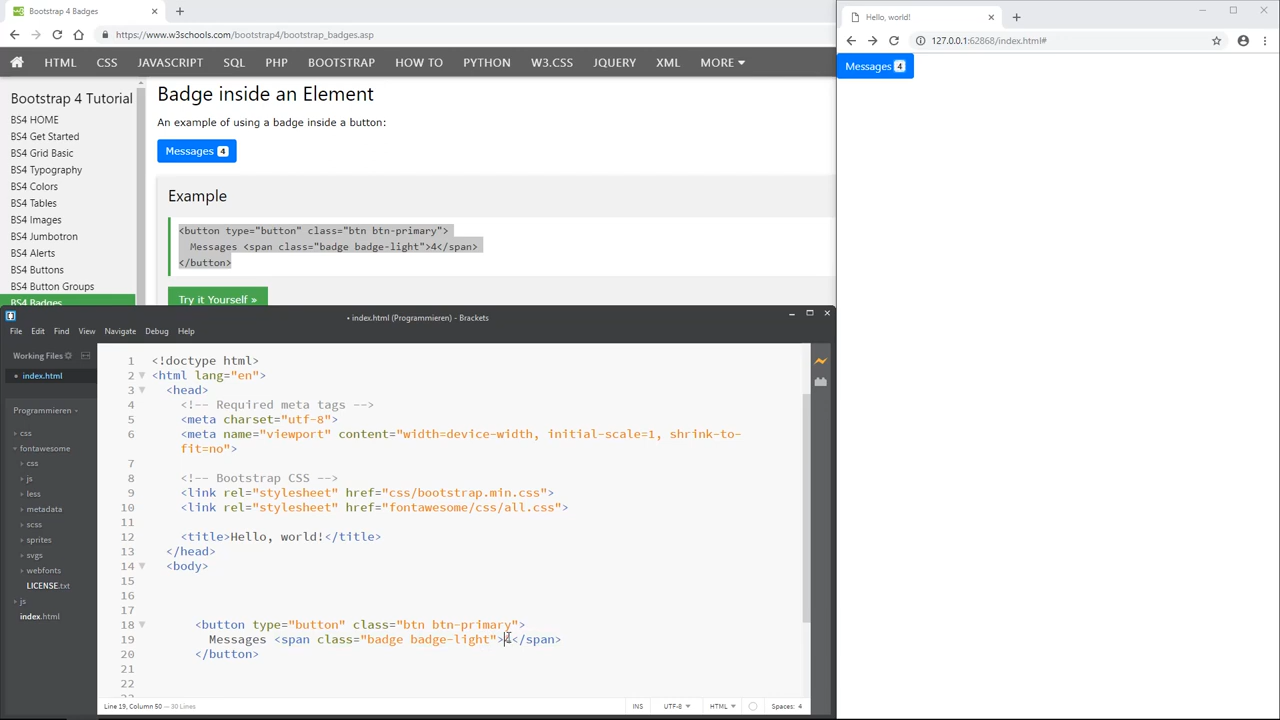 Bootstrap 4 Badges
https://www.w3schools.com/bootstrap4/bootstrap_badges.asp
HTML CSS JAVASCRIPT SQL PHP BOOTSTRAP HOW TO PYTHON W3.CSS JQUERY XML MORE
Bootstrap 4 Tutorial
BS4 HOME
BS4 Get Started
BS4 Grid Basic
BS4 Typography
BS4 Colors
BS4 Tables
BS4 Images
BS4 Jumbotron
BS4 Alerts
BS4 Buttons
BS4 Button Groups
BS4 Badges
Badge inside an Element
An example of using a badge inside a button:
Messages 4
Example
<button type="button" class="btn btn-primary">
Messages <span class="badge badge-light">4</span>
</button>
Try it Yourself »
Hello, world!
127.0.0.1:62868/index.html#
Messages 4
• index.html (Programmieren) - Brackets
File Edit Find View Navigate Debug Help
Working Files
index.html
Programmieren
css
fontawesome
css
js
less
metadata
scss
sprites
svgs
webfonts
LICENSE.txt
js
index.html
1 <!doctype html>
2 <html lang="en">
3 <head>
4 <!-- Required meta tags -->
5 <meta charset="utf-8">
6 <meta name="viewport" content="width=device-width, initial-scale=1, shrink-to-
fit=no">
7
8 <!-- Bootstrap CSS -->
9 <link rel="stylesheet" href="css/bootstrap.min.css">
10 <link rel="stylesheet" href="fontawesome/css/all.css">
11
12 <title>Hello, world!</title>
13 </head>
14 <body>
15
16
17
18 <button type="button" class="btn btn-primary">
19 Messages <span class="badge badge-light">4</span>
20 </button>
21
22
Line 19, Column 50 — 30 Lines
INS UTF-8 HTML Spaces: 4